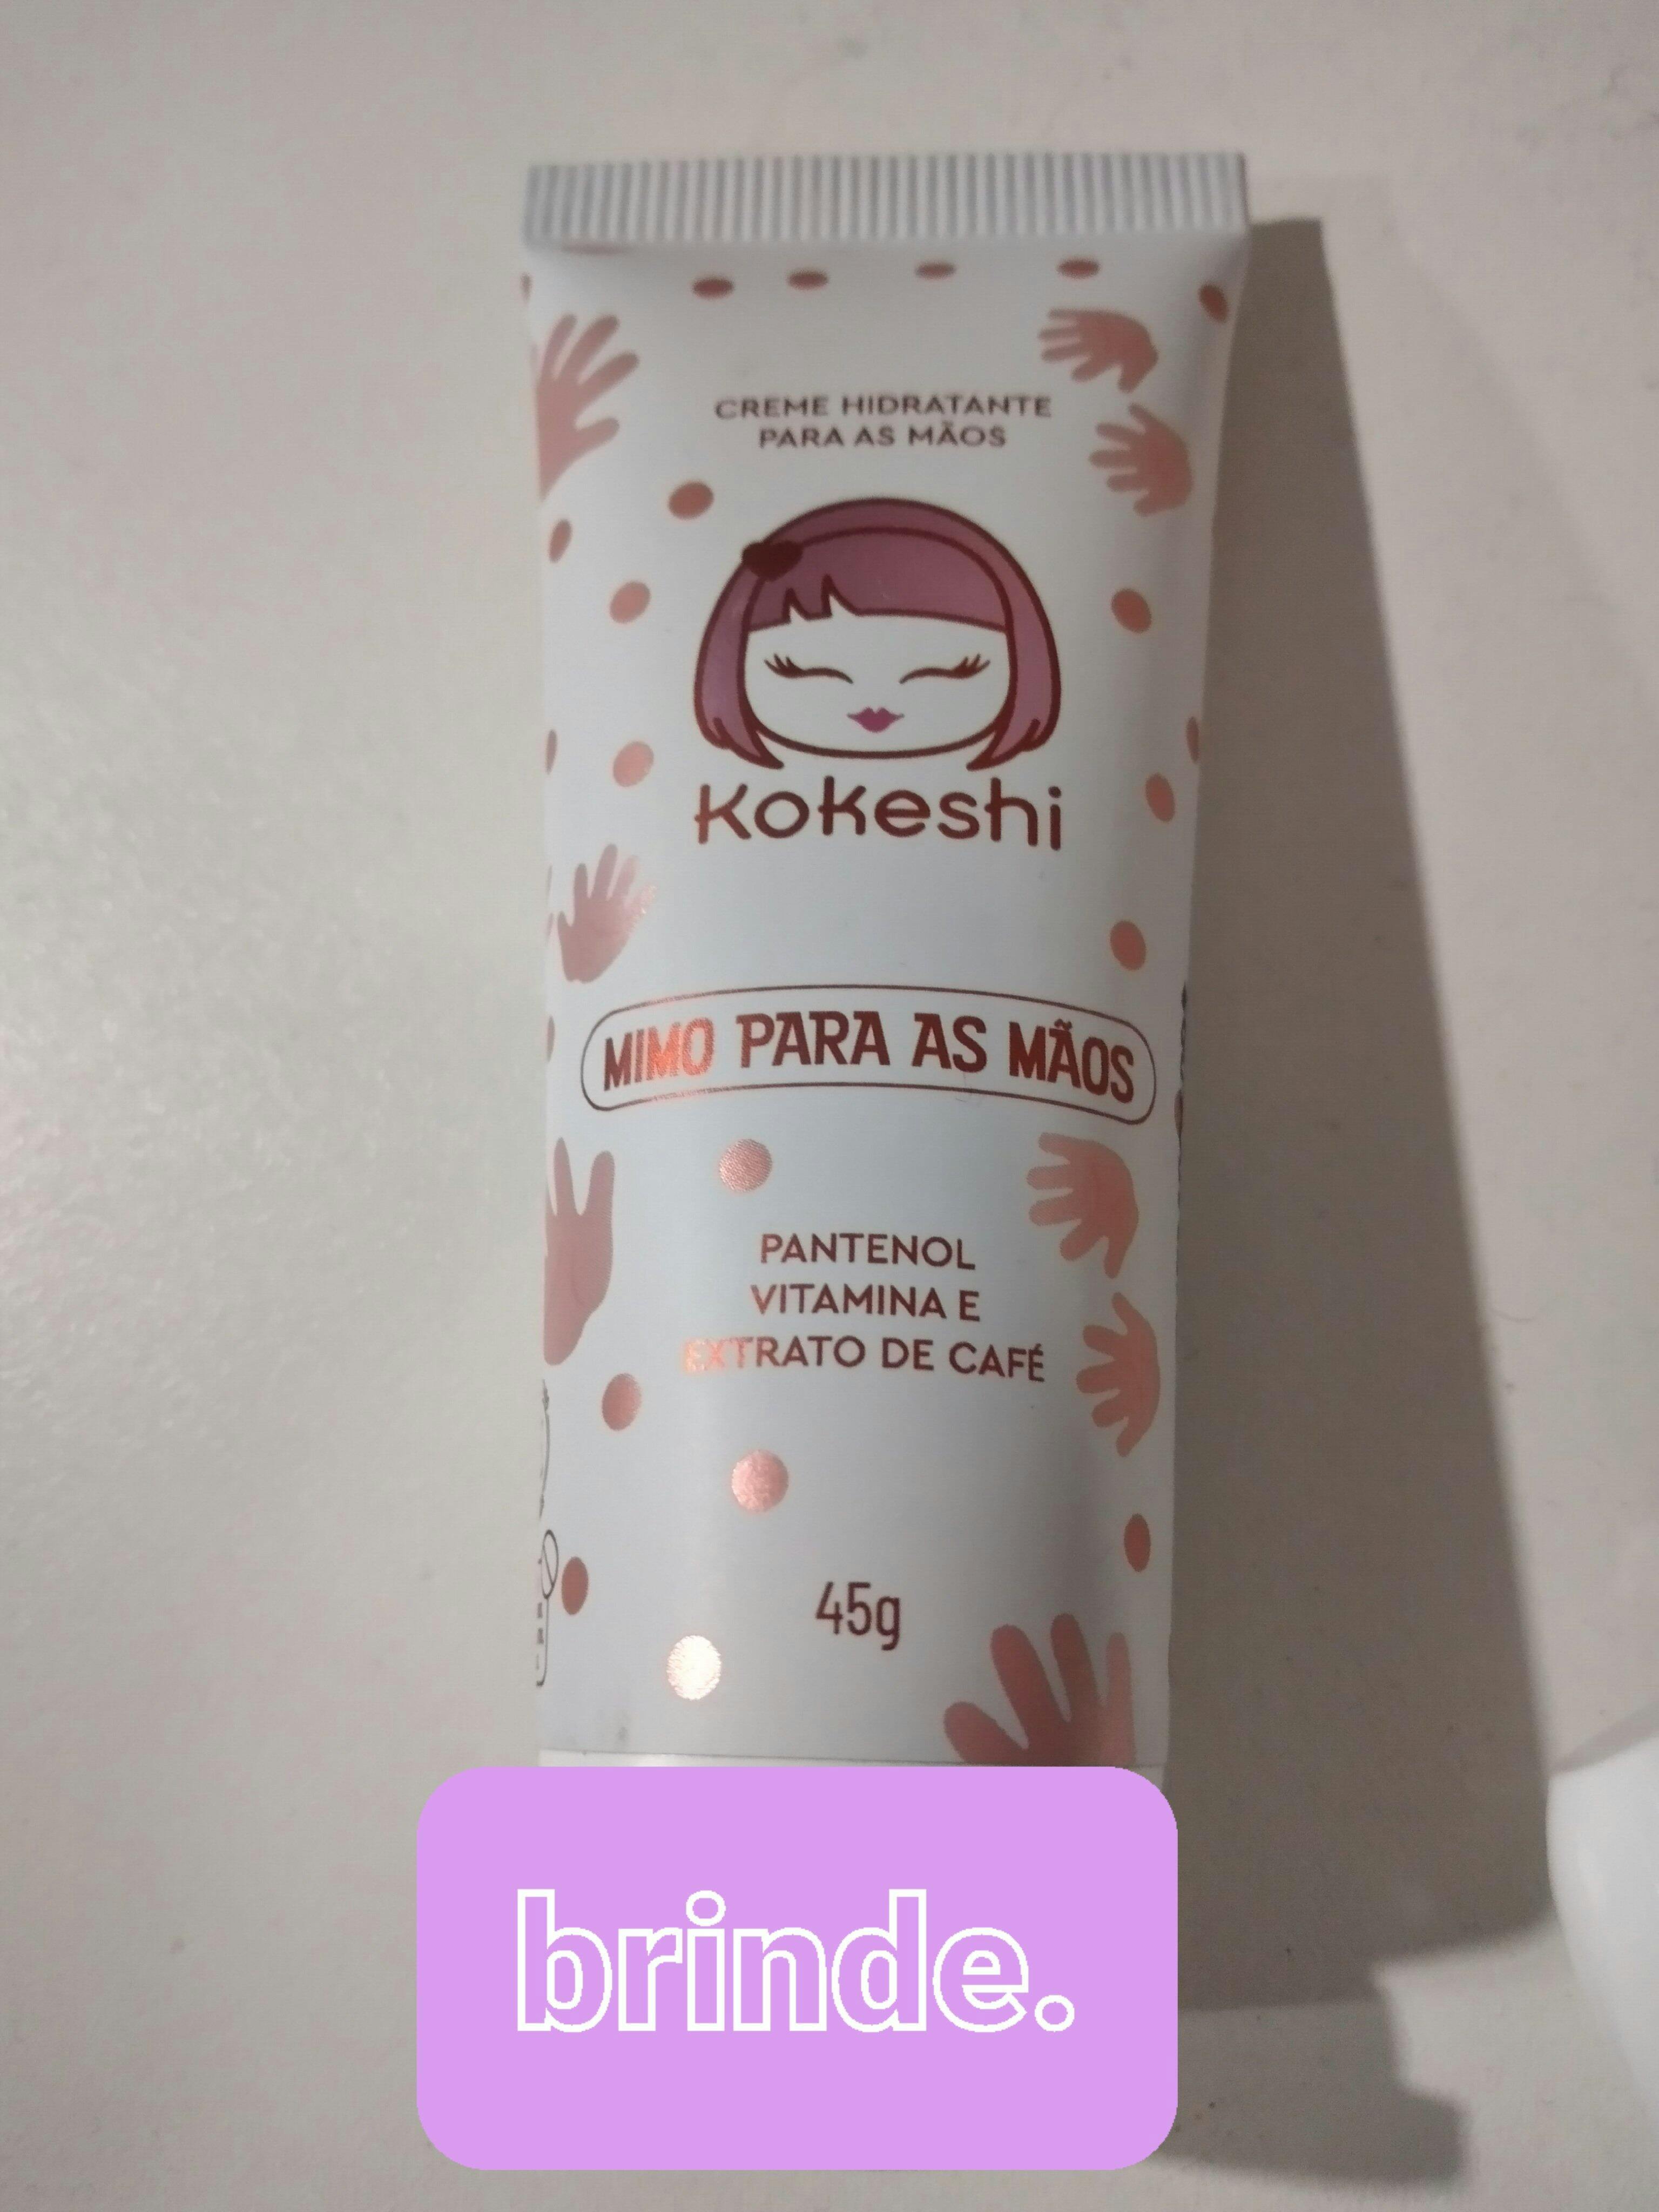 CREME HIDRATANTE
PARA AS MÃOS
Kokeshi
MIMO PARA AS MÃOS
PANTENOL
VITAMINA E
EXTRATO DE CAFÉ
45g
brinde.